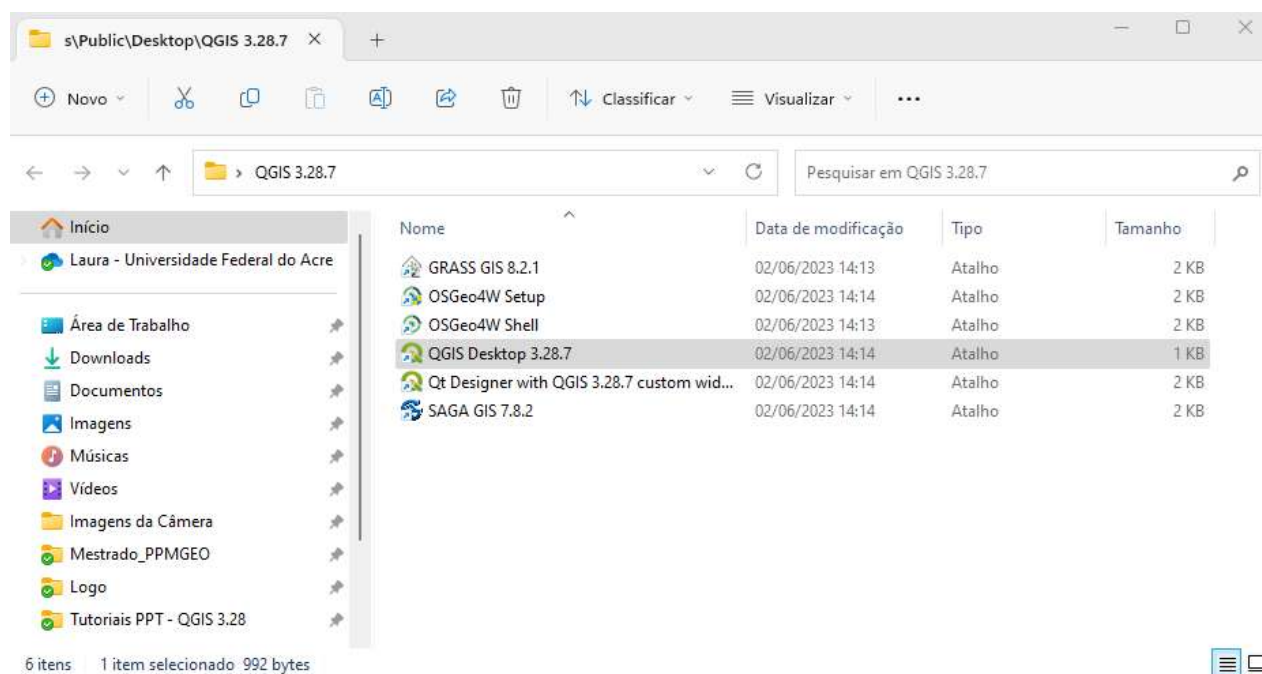 s\Public\Desktop\QGIS 3.28.7
Novo
Classificar
Visualizar
QGIS 3.28.7
Pesquisar em QGIS 3.28.7
Início
Laura - Universidade Federal do Acre
Área de Trabalho
Downloads
Documentos
Imagens
Músicas
Vídeos
Imagens da Câmera
Mestrado_PPMGEO
Logo
Tutoriais PPT - QGIS 3.28
Nome Data de modificação Tipo Tamanho
GRASS GIS 8.2.1 02/06/2023 14:13 Atalho 2 KB
OSGeo4W Setup 02/06/2023 14:14 Atalho 2 KB
OSGeo4W Shell 02/06/2023 14:13 Atalho 2 KB
QGIS Desktop 3.28.7 02/06/2023 14:14 Atalho 1 KB
Qt Designer with QGIS 3.28.7 custom wid... 02/06/2023 14:14 Atalho 2 KB
SAGA GIS 7.8.2 02/06/2023 14:14 Atalho 2 KB
6 itens 1 item selecionado 992 bytes